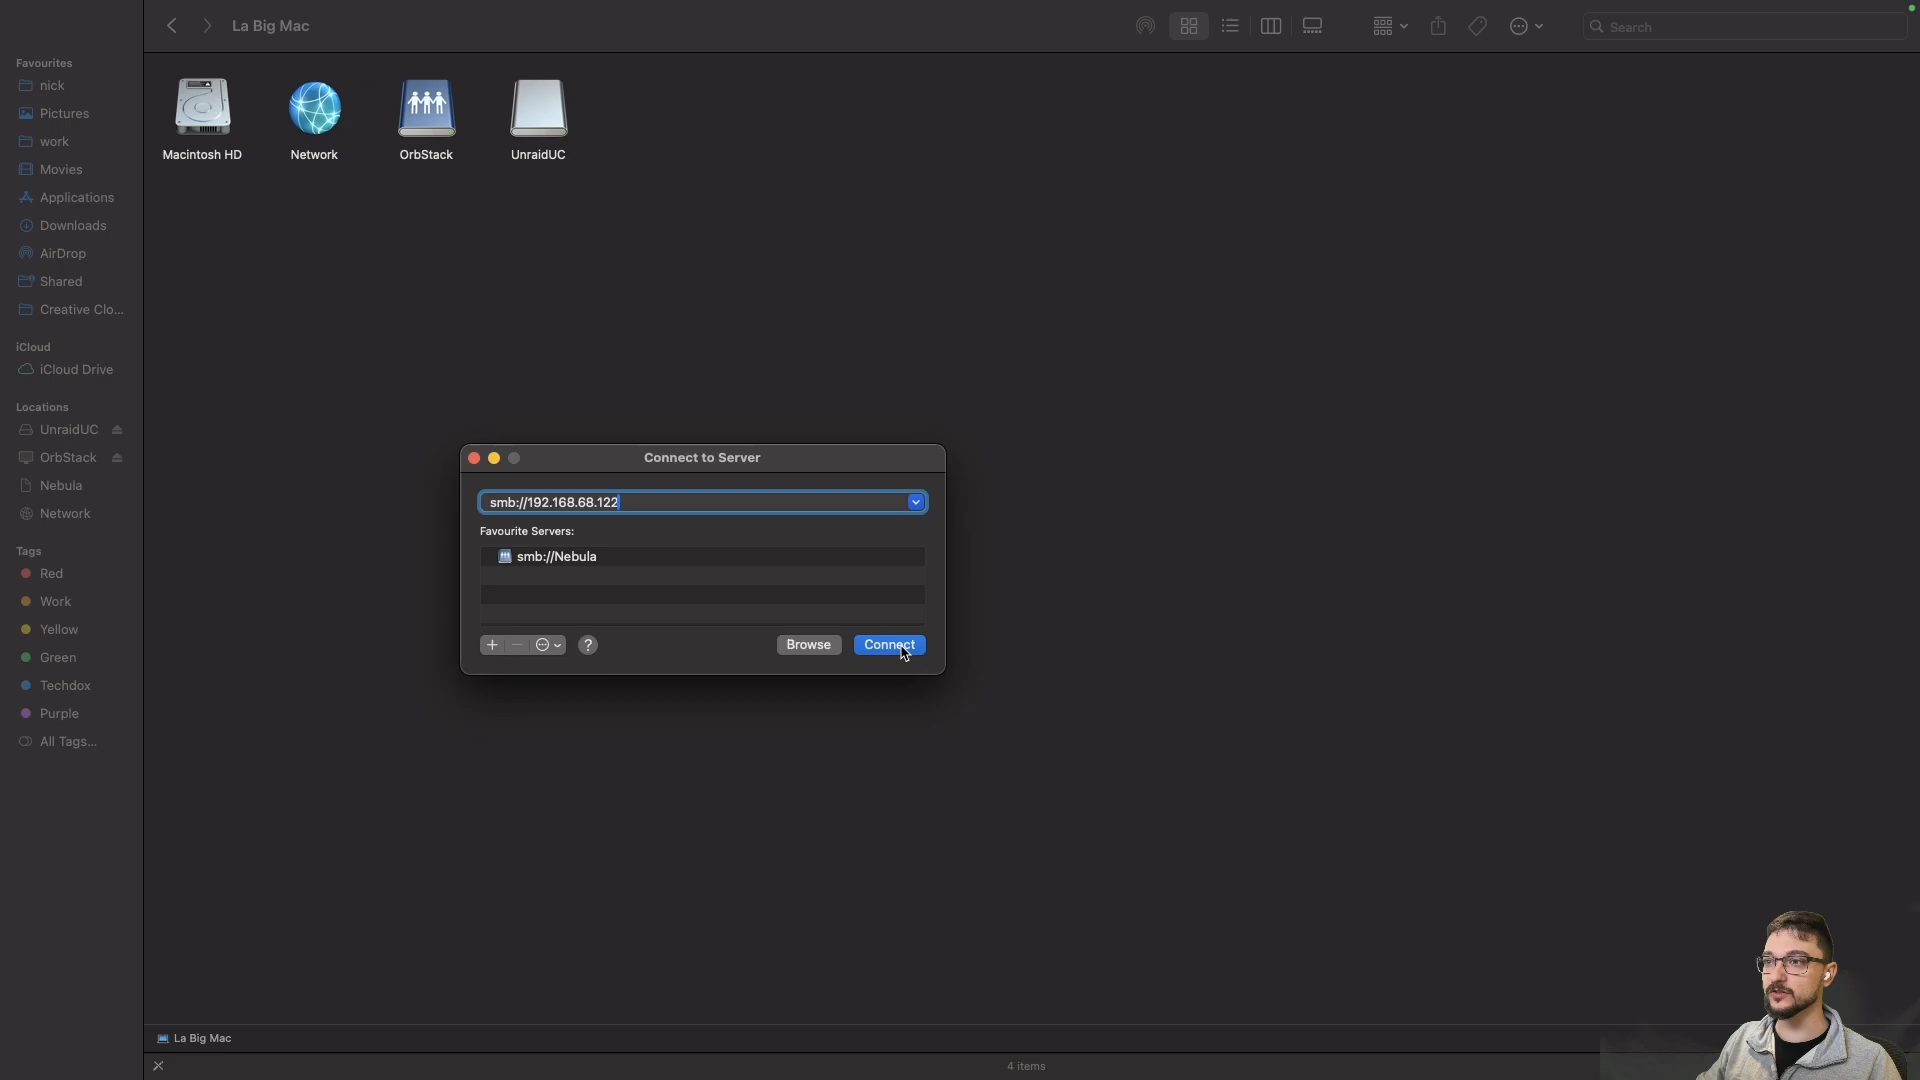 La Big Mac
Search
Favourites
nick
Pictures
work
Movies
Applications
Downloads
AirDrop
Shared
Creative Clo...
iCloud
iCloud Drive
Locations
UnraidUC
OrbStack
Nebula
Network
Tags
Red
Work
Yellow
Green
Techdox
Purple
All Tags...
Macintosh HD
Network
OrbStack
UnraidUC
Connect to Server
smb://192.168.68.122
Favourite Servers:
smb://Nebula
?
Browse
Connect
La Big Mac
4 items